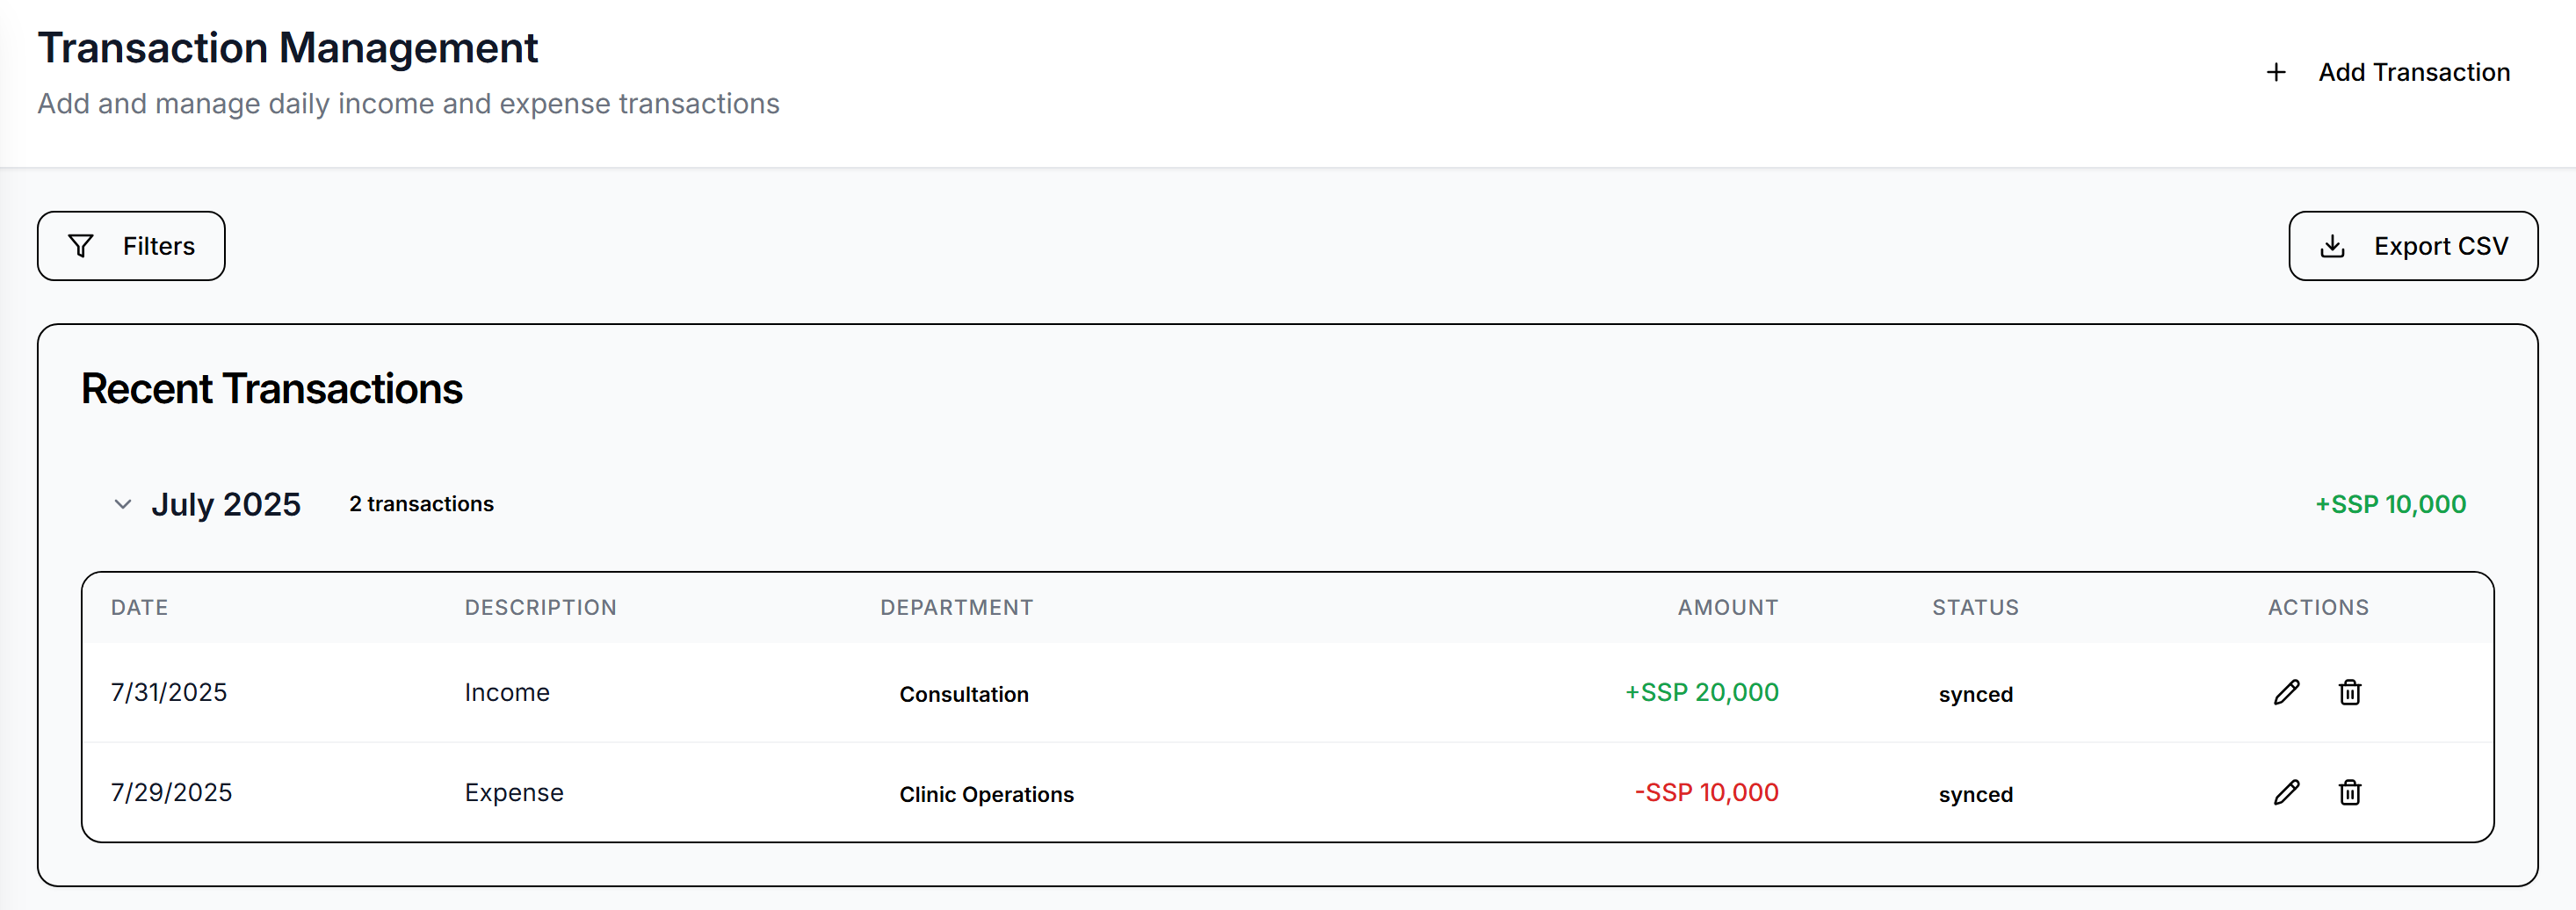 Transaction Management
Add and manage daily income and expense transactions
Add Transaction
Filters
Export CSV
Recent Transactions
July 2025 2 transactions +SSP 10,000
DATE DESCRIPTION DEPARTMENT AMOUNT STATUS ACTIONS
7/31/2025 Income Consultation +SSP 20,000 synced
7/29/2025 Expense Clinic Operations -SSP 10,000 synced